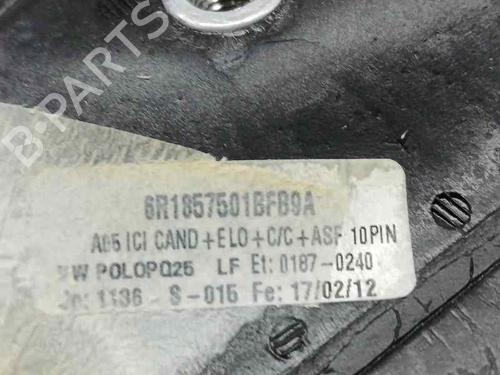 B-PARTS
6R1857501BFB9A
A05 ICI CAND+ELO+C/C+ASF 10PIN
VW POLOPQ25 LF Et: 0187-0240
1136 S-015 Fe: 17/02/12